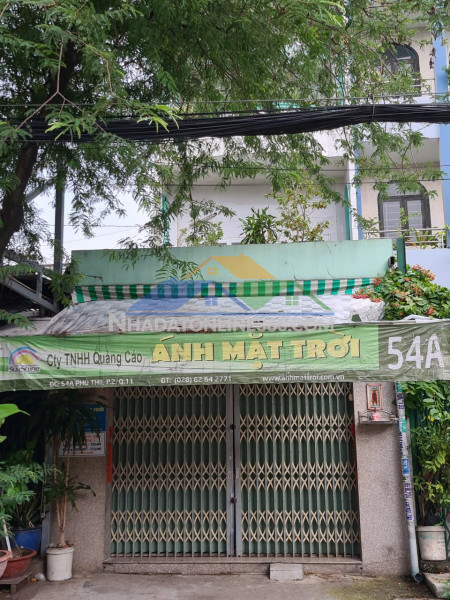 NHADATONLINE360.COM
Cty TNHH Quảng Cáo
ÁNH MẶT TRỜI
54A
ĐC: 54A PHÚ THỌ, P.2, Q.11
ĐT: (028) 62 64 2771
www.anhmattroi.com.vn